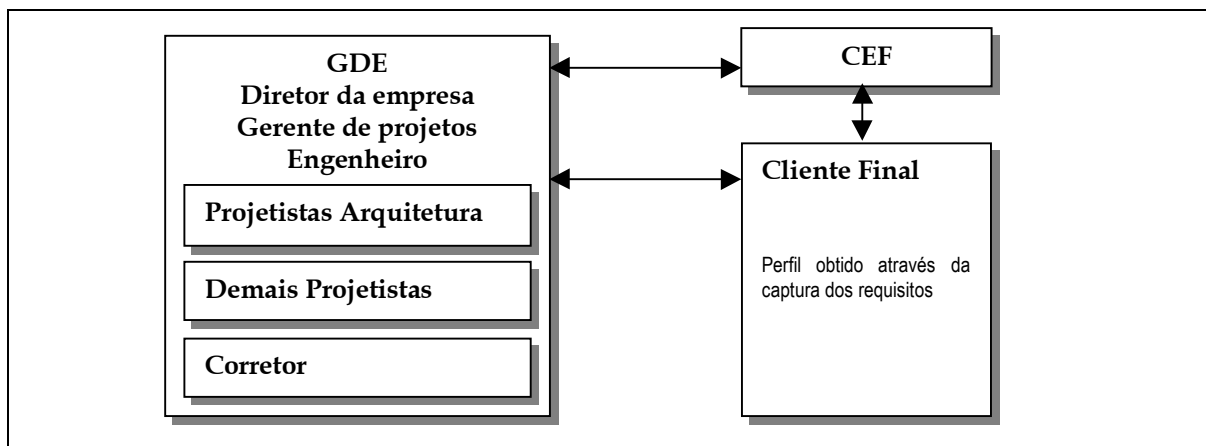 GDE
Diretor da empresa
Gerente de projetos
Engenheiro
Projetistas Arquitetura
Demais Projetistas
Corretor
CEF
Cliente Final
Perfil obtido através da
captura dos requisitos